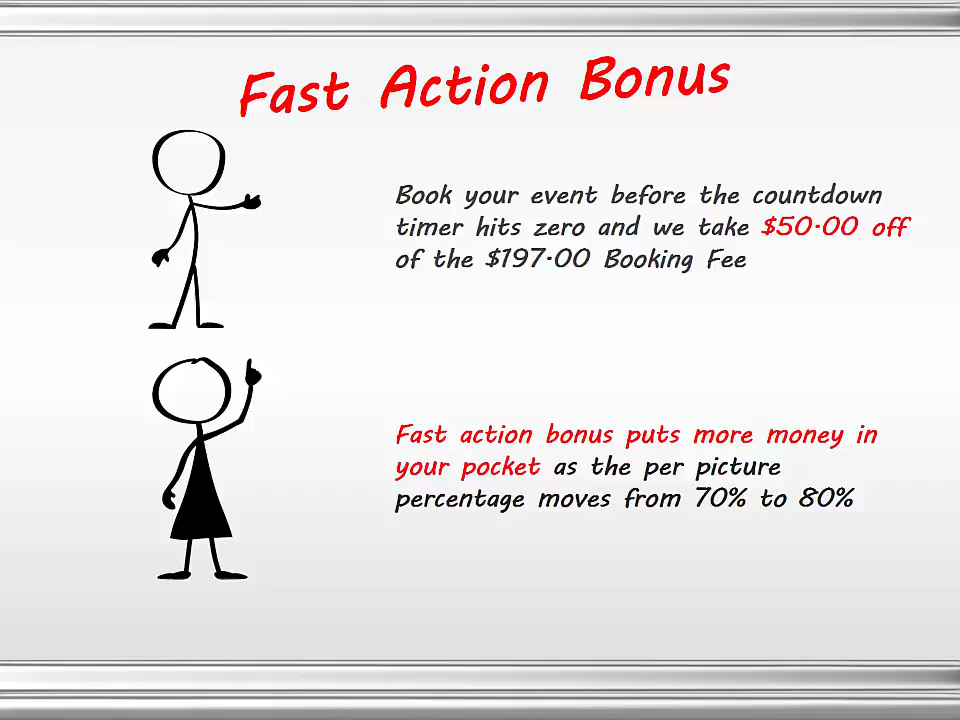 Fast Action Bonus
Book your event before the countdown
timer hits zero and we take $50.00 off
of the $197.00 Booking Fee
Fast action bonus puts more money in
your pocket as the per picture
percentage moves from 70% to 80%